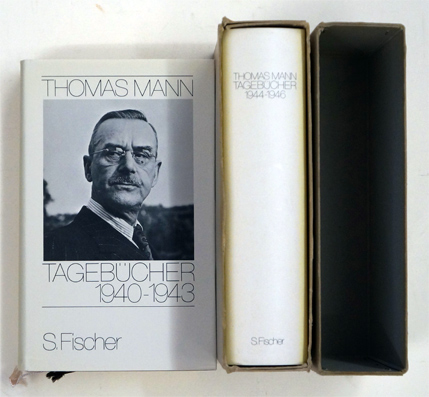 THOMAS MANN
TAGEBÜCHER
1940-1943
S. Fischer
THOMAS MANN
TAGEBÜCHER
1944-1946
S. Fischer